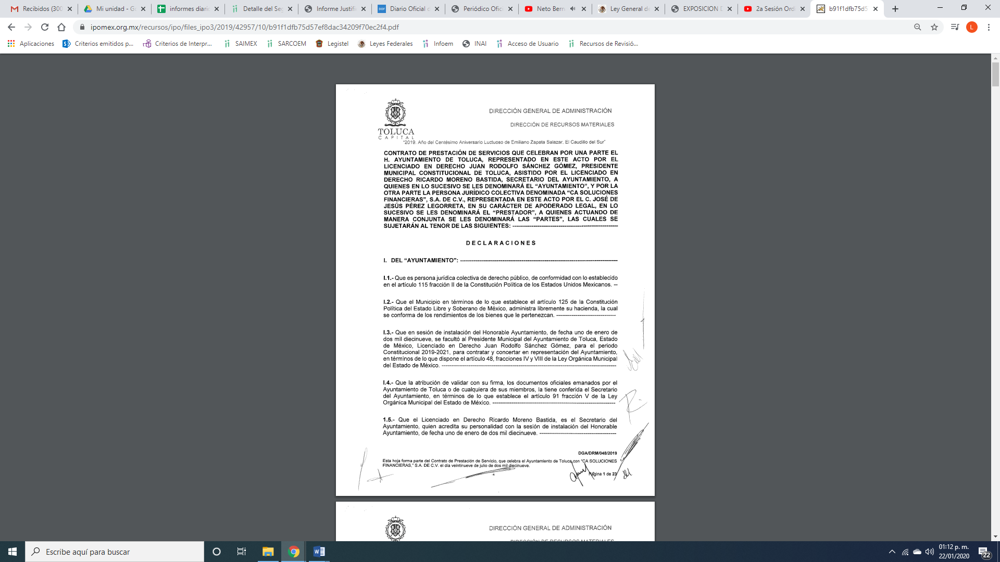 Recibidos (300
Mi unidad - Go
informes diario
Detalle del Seg
Informe Justifi
Diario Oficial d
Periódico Ofici
Neto Bern
Ley General de
EXPOSICION D
2a Sesión Ordi
b91f1dfb75d5
ipomex.org.mx/recursos/ipo/files_ipo3/2019/42957/10/b91f1dfb75d57ef8dac34209f70ec2f4.pdf
L
Aplicaciones
Criterios emitidos p...
Criterios de Interpr...
SAIMEX
SARCOEM
Legistel
Leyes Federales
Infoem
INAI
Acceso de Usuario
Recursos de Revisió...
TOLUCA
CAPITAL
DIRECCIÓN GENERAL DE ADMINISTRACIÓN
DIRECCIÓN DE RECURSOS MATERIALES
"2019. Año del Centésimo Aniversario Luctuoso de Emiliano Zapata Salazar. El Caudillo del Sur"
CONTRATO DE PRESTACIÓN DE SERVICIOS QUE CELEBRAN POR UNA PARTE EL
H. AYUNTAMIENTO DE TOLUCA, REPRESENTADO EN ESTE ACTO POR EL
LICENCIADO EN DERECHO JUAN RODOLFO SÁNCHEZ GÓMEZ, PRESIDENTE
MUNICIPAL CONSTITUCIONAL DE TOLUCA, ASISTIDO POR EL LICENCIADO EN
DERECHO RICARDO MORENO BASTIDA, SECRETARIO DEL AYUNTAMIENTO, A
QUIENES EN LO SUCESIVO SE LES DENOMINARÁ EL "AYUNTAMIENTO", Y POR LA
OTRA PARTE LA PERSONA JURÍDICO COLECTIVA DENOMINADA "CA SOLUCIONES
FINANCIERAS", S.A. DE C.V., REPRESENTADA EN ESTE ACTO POR EL C. JOSÉ DE
JESÚS PÉREZ LEGORRETA, EN SU CARÁCTER DE APODERADO LEGAL, EN LO
SUCESIVO SE LES DENOMINARÁ EL "PRESTADOR", A QUIENES ACTUANDO DE
MANERA CONJUNTA SE LES DENOMINARÁ LAS "PARTES", LAS CUALES SE
SUJETARÁN AL TENOR DE LAS SIGUIENTES: ----------
D E C L A R A C I O N E S
I. DEL "AYUNTAMIENTO": ----------
I.1.- Que es persona jurídica colectiva de derecho público, de conformidad con lo establecido
en el artículo 115 fracción II de la Constitución Política de los Estados Unidos Mexicanos. --
I.2.- Que el Municipio en términos de lo que establece el artículo 125 de la Constitución
Política del Estado Libre y Soberano de México, administra libremente su hacienda, la cual
se conforma de los rendimientos de los bienes que le pertenezcan. ----------
I.3.- Que en sesión de instalación del Honorable Ayuntamiento, de fecha uno de enero de
dos mil diecinueve, se facultó al Presidente Municipal del Ayuntamiento de Toluca, Estado
de México, Licenciado en Derecho Juan Rodolfo Sánchez Gómez, para el periodo
Constitucional 2019-2021, para contratar y concertar en representación del Ayuntamiento,
en términos de lo que dispone el artículo 48, fracciones IV y VIII de la Ley Orgánica Municipal
del Estado de México. ----------
I.4.- Que la atribución de validar con su firma, los documentos oficiales emanados por el
Ayuntamiento de Toluca o de cualquiera de sus miembros, la tiene conferida el Secretario
del Ayuntamiento, en términos de lo que establece el artículo 91 fracción V de la Ley
Orgánica Municipal del Estado de México. ----------
1.5.- Que el Licenciado en Derecho Ricardo Moreno Bastida, es el Secretario del
Ayuntamiento, quien acredita su personalidad con la sesión de instalación del Honorable
Ayuntamiento, de fecha uno de enero de dos mil diecinueve. ----------
DGA/DRM/048/2019
Esta hoja forma parte del Contrato de Prestación de Servicio, que celebra el Ayuntamiento de Toluca con "CA SOLUCIONES
FINANCIERAS," S.A. DE C.V. el día veintinueve de julio de dos mil diecinueve.
Página 1 de 23
DIRECCIÓN GENERAL DE ADMINISTRACIÓN
DIRECCIÓN DE RECURSOS MATERIALES
Escribe aquí para buscar
01:12 p. m.
22/01/2020
22